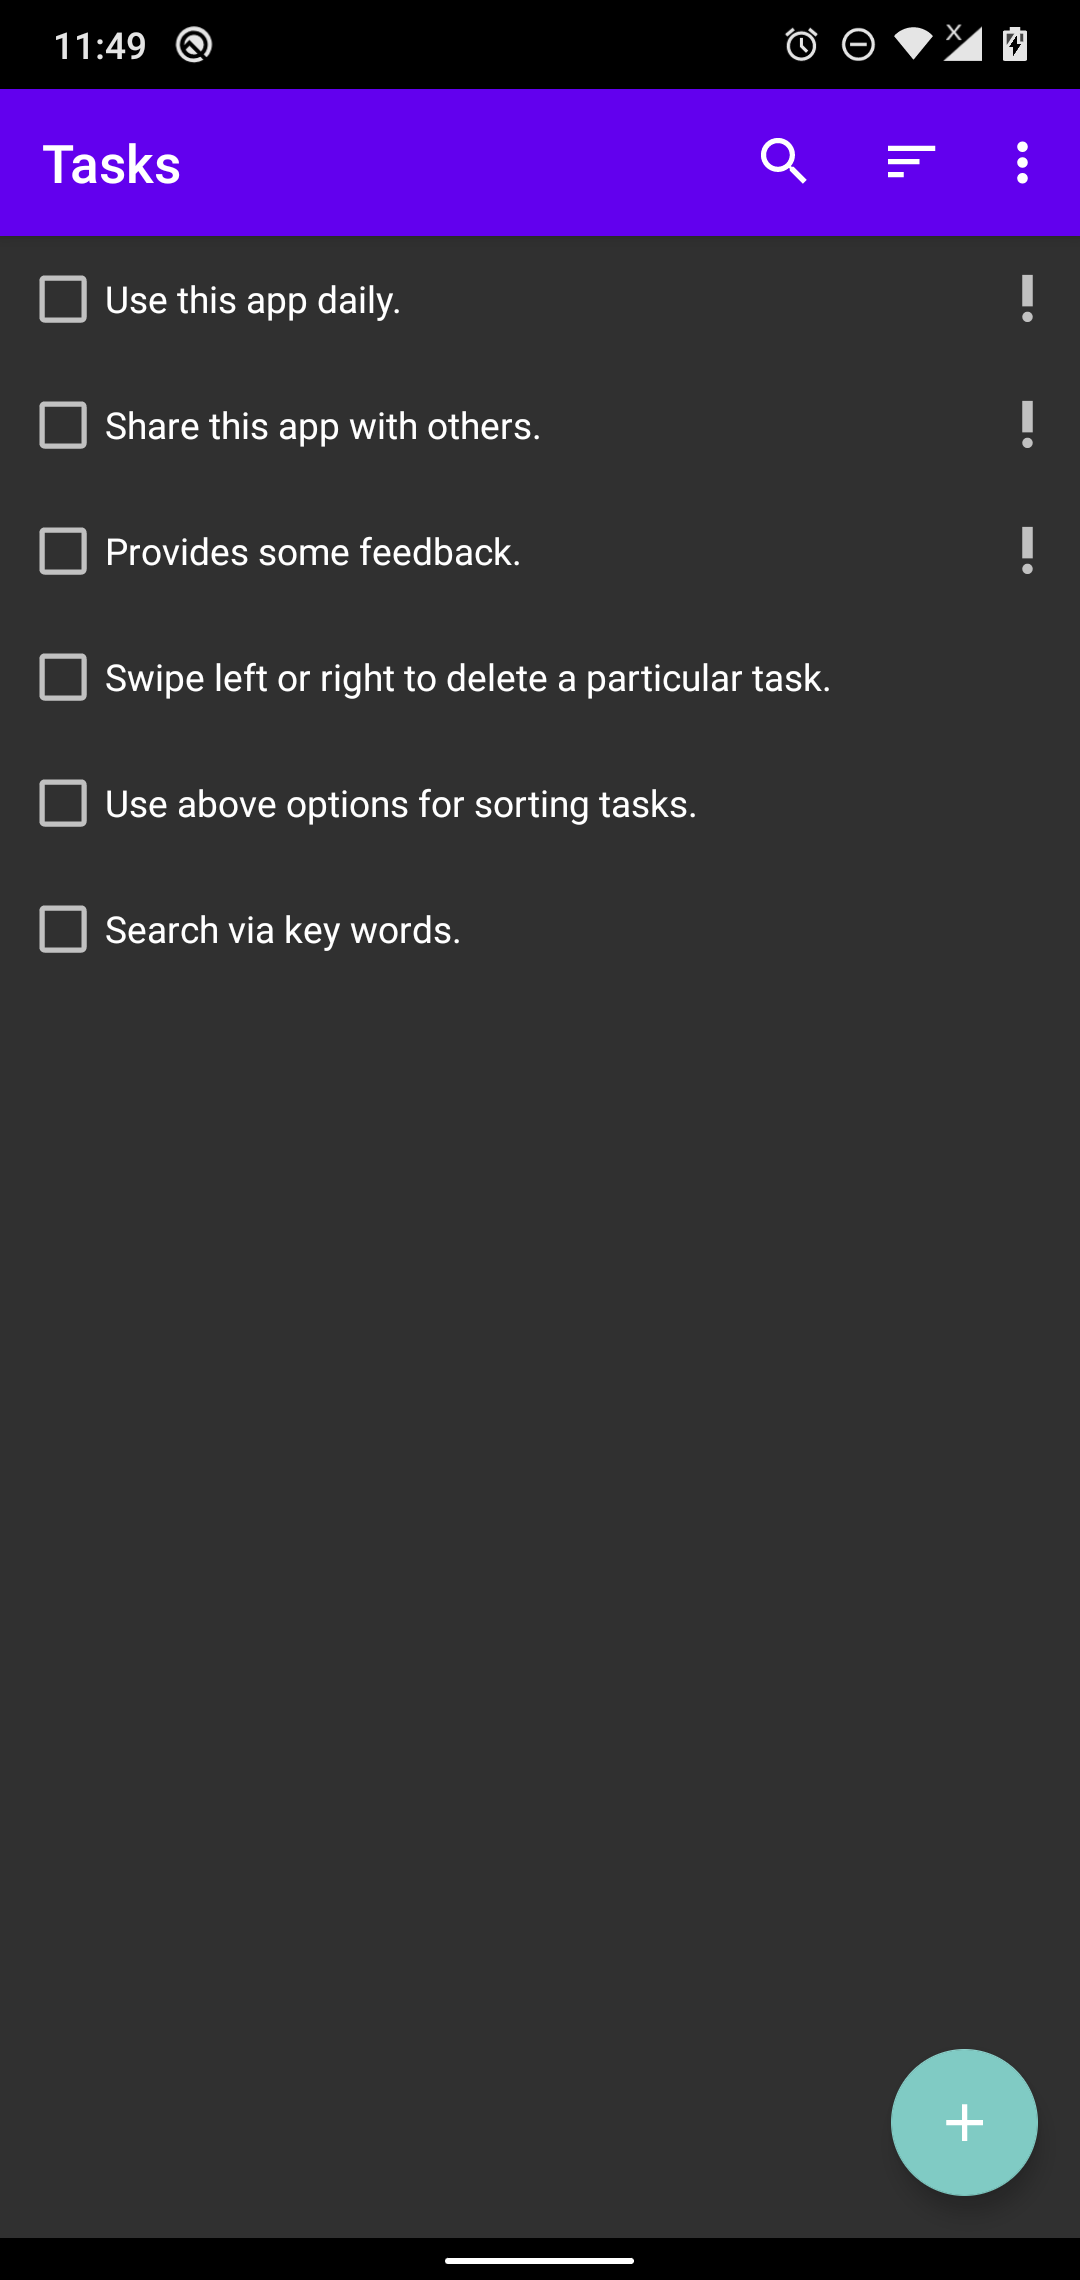 11:49
Tasks
Use this app daily.
Share this app with others.
Provides some feedback.
Swipe left or right to delete a particular task.
Use above options for sorting tasks.
Search via key words.